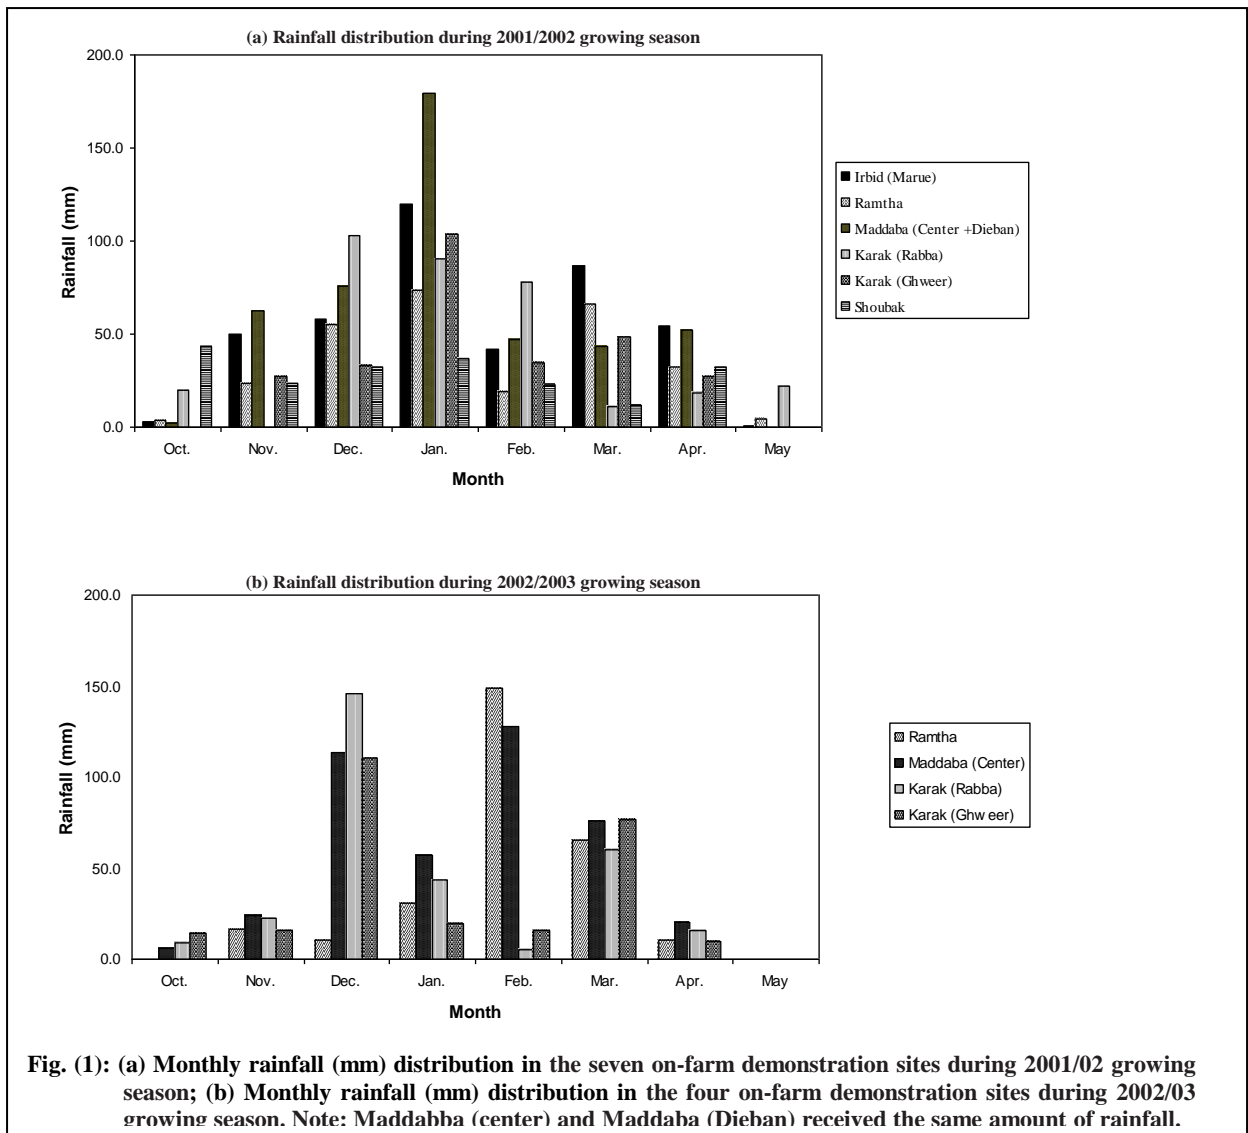 (a) Rainfall distribution during 2001/2002 growing season
200.0
150.0
100.0
50.0
0.0
Rainfall (mm)
Oct. Nov. Dec. Jan. Feb. Mar. Apr. May
Month
Irbid (Marue)
Ramtha
Maddaba (Center +Dieban)
Karak (Rabba)
Karak (Ghweer)
Shoubak
(b) Rainfall distribution during 2002/2003 growing season
200.0
150.0
100.0
50.0
0.0
Rainfall (mm)
Oct. Nov. Dec. Jan. Feb. Mar. Apr. May
Month
Ramtha
Maddaba (Center)
Karak (Rabba)
Karak (Ghweer)
Fig. (1): (a) Monthly rainfall (mm) distribution in the seven on-farm demonstration sites during 2001/02 growing
season; (b) Monthly rainfall (mm) distribution in the four on-farm demonstration sites during 2002/03
growing season. Note: Maddabba (center) and Maddaba (Dieban) received the same amount of rainfall.